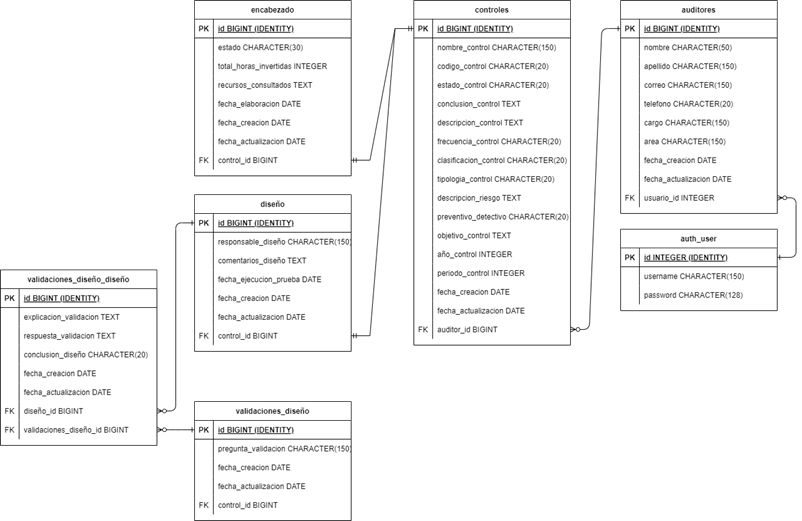 encabezado
PK id BIGINT (IDENTITY)
estado CHARACTER(30)
total_horas_invertidas INTEGER
recursos_consultados TEXT
fecha_elaboracion DATE
fecha_creacion DATE
fecha_actualizacion DATE
FK control_id BIGINT
diseño
PK id BIGINT (IDENTITY)
responsable_diseño CHARACTER(150)
comentarios_diseño TEXT
fecha_ejecucion_prueba DATE
fecha_creacion DATE
fecha_actualizacion DATE
FK control_id BIGINT
validaciones_diseño_diseño
PK id BIGINT (IDENTITY)
explicacion_validacion TEXT
respuesta_validacion TEXT
conclusion_diseño CHARACTER(20)
fecha_creacion DATE
fecha_actualizacion DATE
FK diseño_id BIGINT
FK validaciones_diseño_id BIGINT
validaciones_diseño
PK id BIGINT (IDENTITY)
pregunta_validacion CHARACTER(150)
fecha_creacion DATE
fecha_actualizacion DATE
FK control_id BIGINT
controles
PK id BIGINT (IDENTITY)
nombre_control CHARACTER(150)
codigo_control CHARACTER(20)
estado_control CHARACTER(20)
conclusion_control TEXT
descripcion_control TEXT
frecuencia_control CHARACTER(20)
clasificacion_control CHARACTER(20)
tipologia_control CHARACTER(20)
descripcion_riesgo TEXT
preventivo_detectivo CHARACTER(20)
objetivo_control TEXT
año_control INTEGER
periodo_control INTEGER
fecha_creacion DATE
fecha_actualizacion DATE
FK auditor_id BIGINT
auditores
PK id BIGINT (IDENTITY)
nombre CHARACTER(50)
apellido CHARACTER(150)
correo CHARACTER(150)
telefono CHARACTER(20)
cargo CHARACTER(150)
area CHARACTER(150)
fecha_creacion DATE
fecha_actualizacion DATE
FK usuario_id INTEGER
auth_user
PK id INTEGER (IDENTITY)
username CHARACTER(150)
password CHARACTER(128)